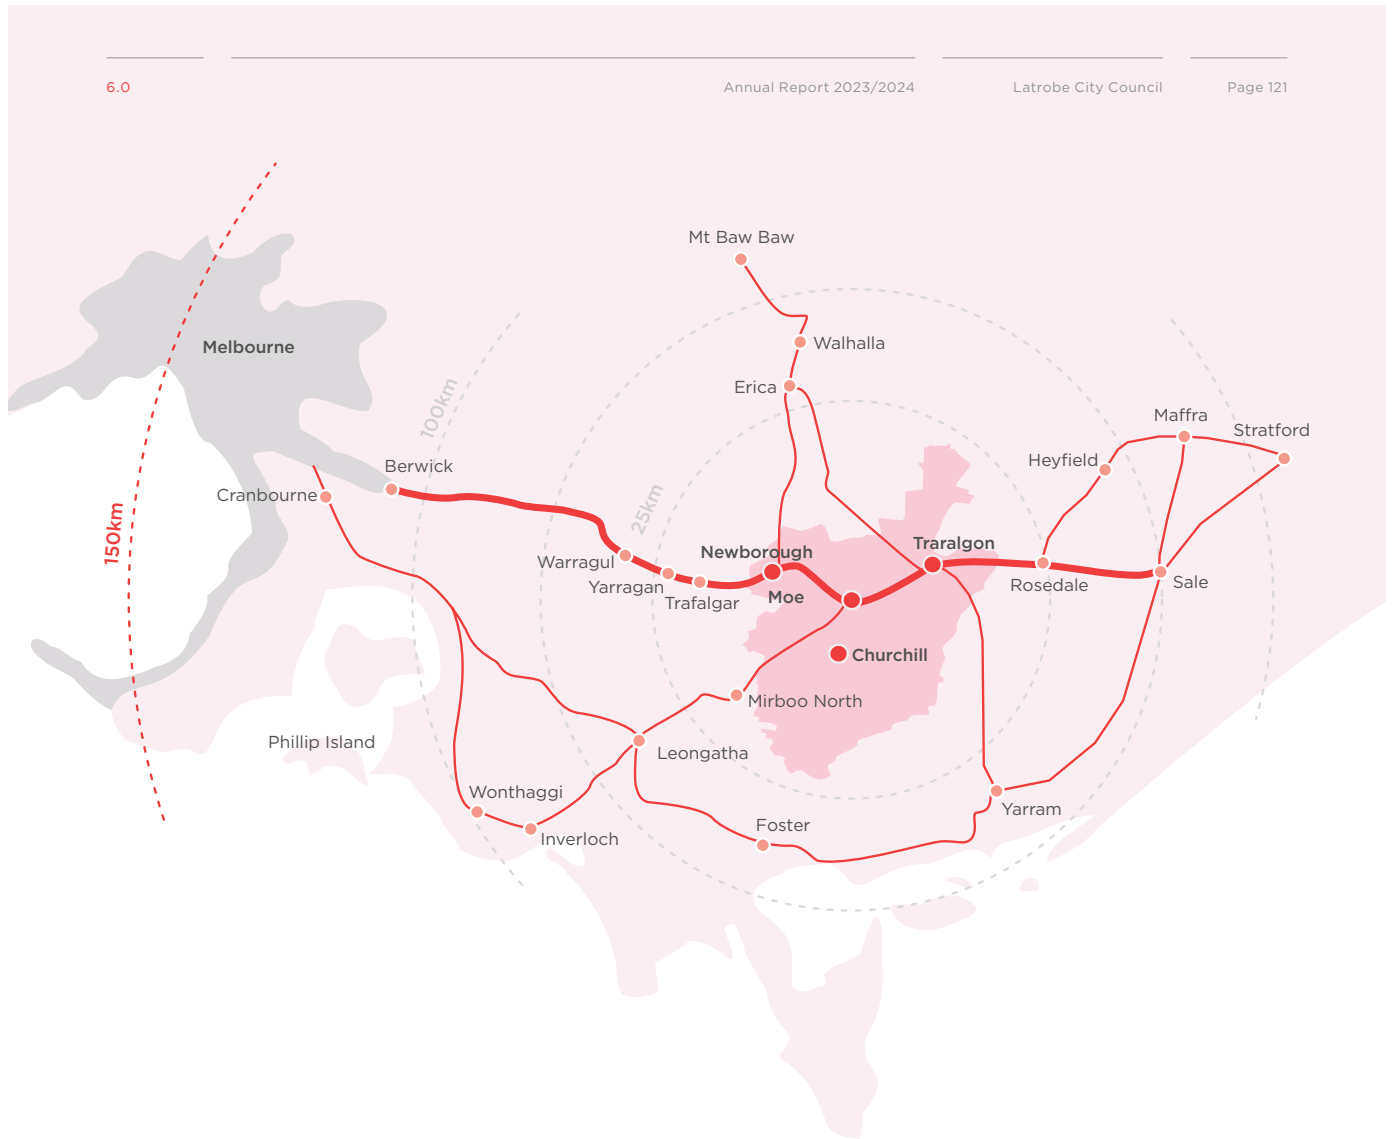 6.0
Annual Report 2023/2024
Latrobe City Council
Page 121
Mt Baw Baw
Walhalla
Melbourne
Erica
100km
Maffra
Stratford
Heyfield
Berwick
Cranbourne
25km
150km
Newborough
Traralgon
Warragul
Yarragan
Trafalgar
Moe
Rosedale
Sale
Churchill
Mirboo North
Phillip Island
Leongatha
Wonthaggi
Yarram
Foster
Inverloch